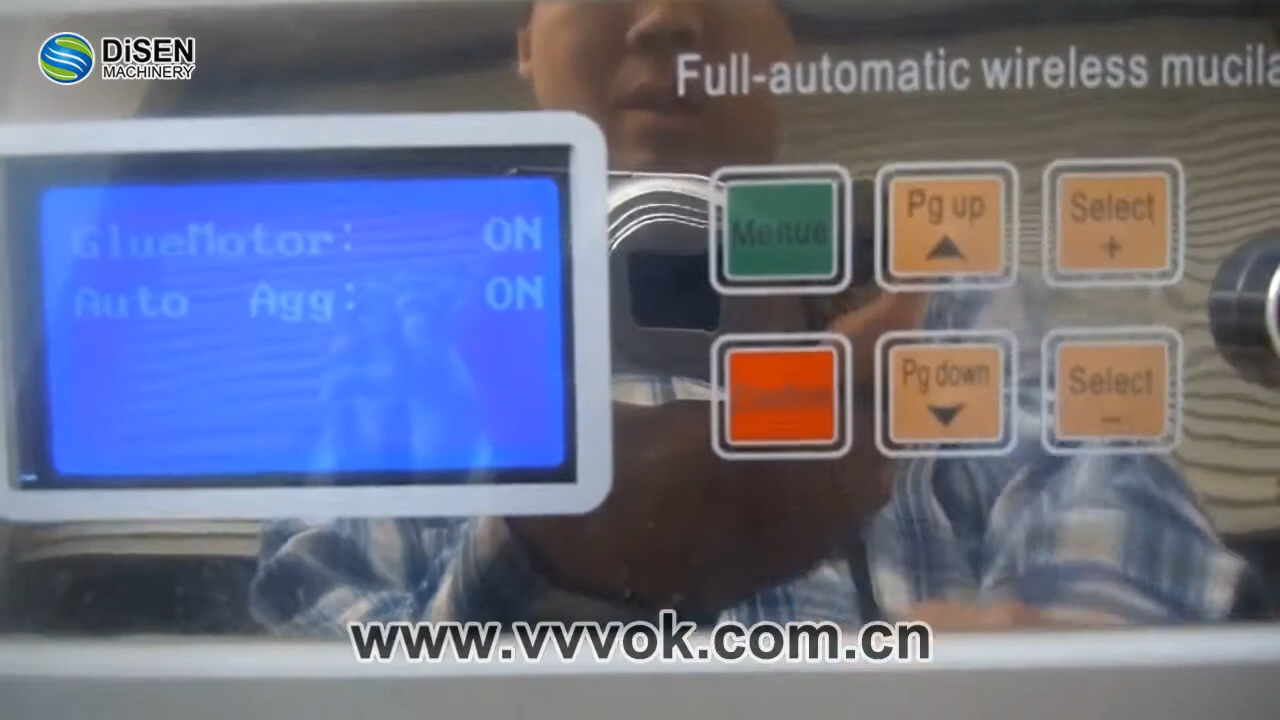 DiSEN
MACHINERY
Full-automatic wireless
GlueMotor: ON
Auto Agg: ON
Menue
Pg up
Select
+
Pg down
Select
-
www.vvvok.com.cn